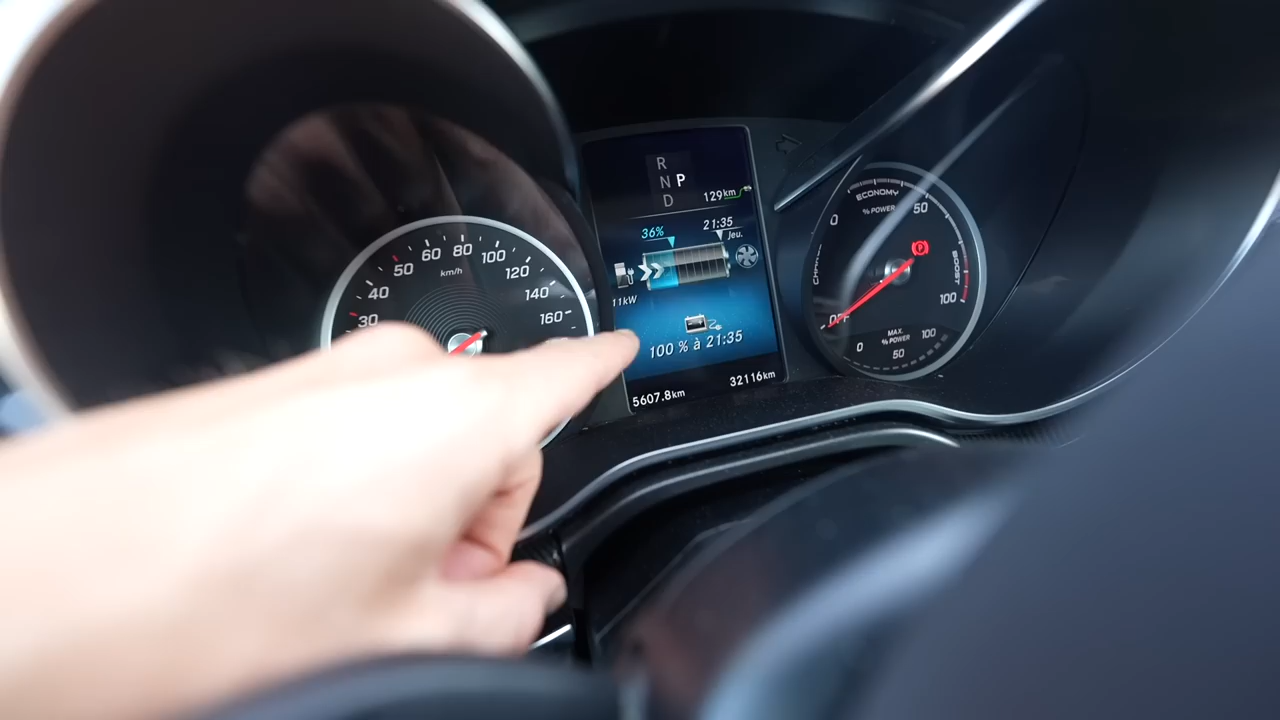 30
40
50
60
80
100
120
140
160
km/h
R
N P
D
129km
36%
21:35
Jeu.
11kW
100 % à 21:35
5607.8km
32116km
ECONOMY
% POWER
0
50
BOOST
100
OFF
P
MAX.
% POWER
0
50
100